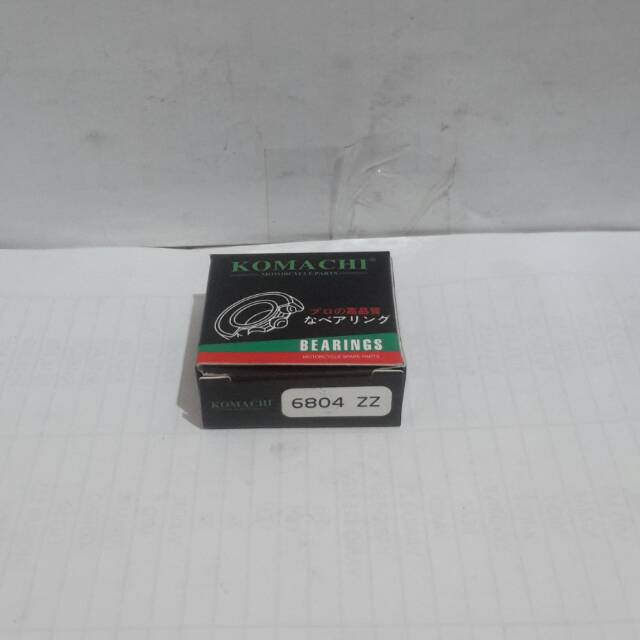 KOMACHI®
MOTORCYCLE PARTS
プロの高品質
なベアリング
BEARINGS
MOTORCYCLE SPARE PARTS
KOMACHI
6804 ZZ